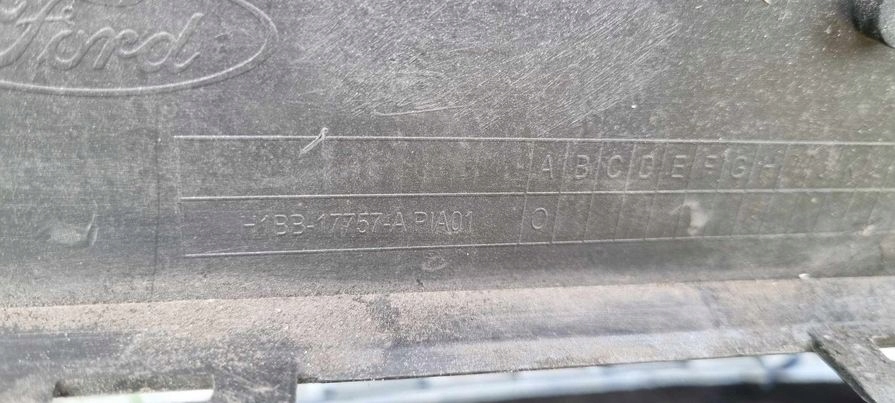 Ford
A B C D E F G H J K L
H1BB-17757-A PIA01 O